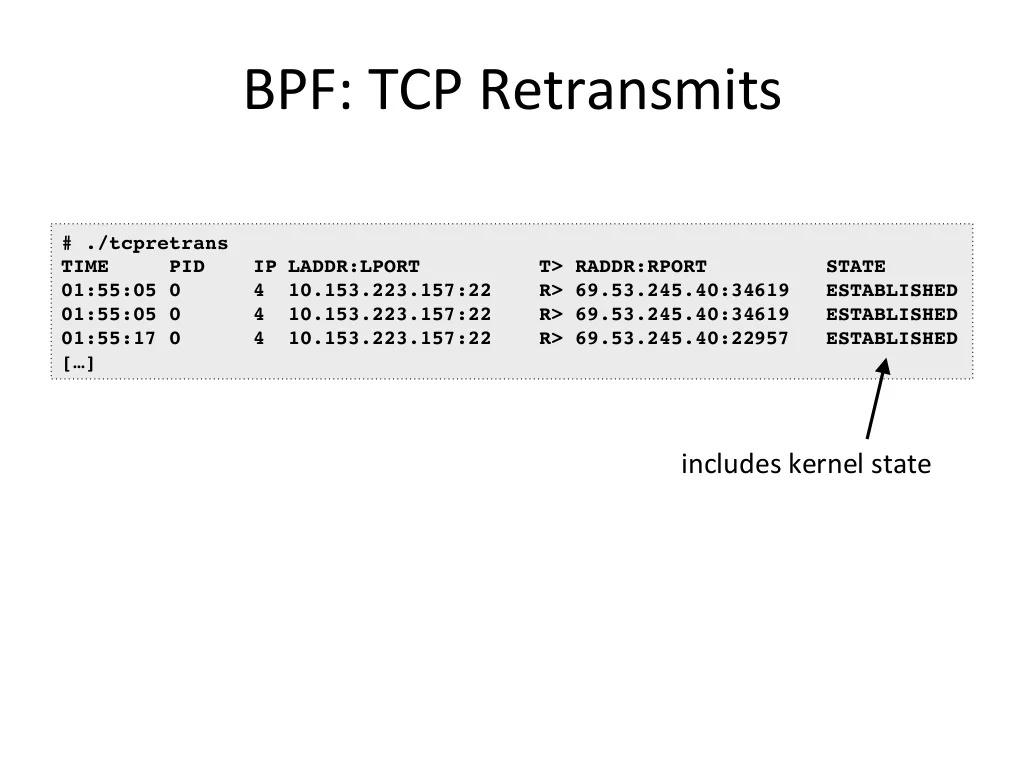 BPF: TCP Retransmits
# ./tcpretrans
TIME     PID    IP LADDR:LPORT          T> RADDR:RPORT          STATE
01:55:05 0      4  10.153.223.157:22    R> 69.53.245.40:34619   ESTABLISHED
01:55:05 0      4  10.153.223.157:22    R> 69.53.245.40:34619   ESTABLISHED
01:55:17 0      4  10.153.223.157:22    R> 69.53.245.40:22957   ESTABLISHED
[…]
includes kernel state